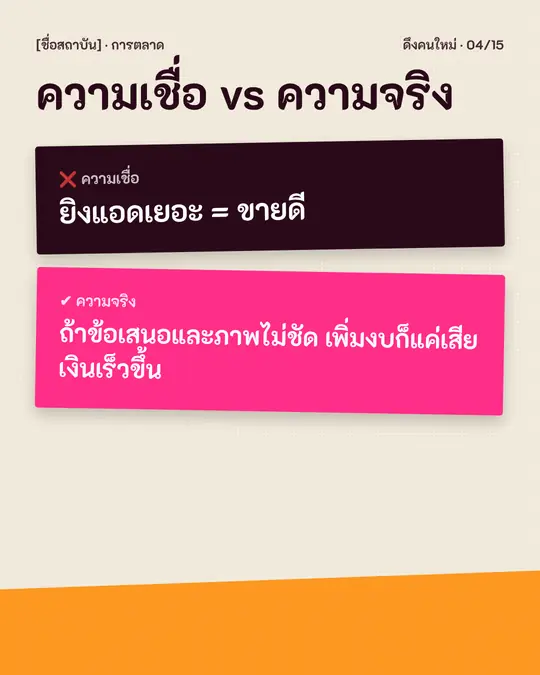 [ชื่อสถาบัน] · การตลาด
ดึงคนใหม่ · 04/15
ความเชื่อ vs ความจริง
❌ ความเชื่อ
ยิงแอดเยอะ = ขายดี
✔ ความจริง
ถ้าข้อเสนอและภาพไม่ชัด เพิ่มงบก็แค่เสีย
เงินเร็วขึ้น